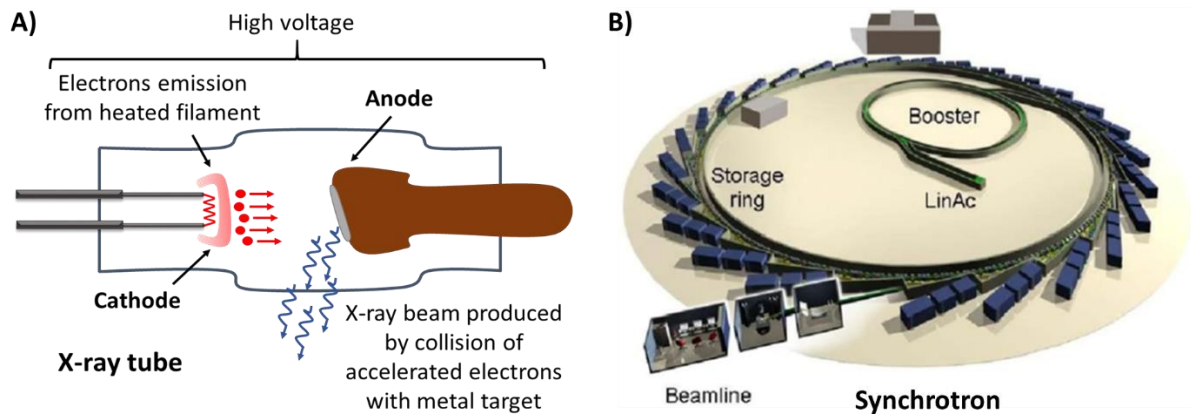 A)
High voltage
Electrons emission
from heated filament
Anode
Cathode
X-ray tube
X-ray beam produced
by collision of
accelerated electrons
with metal target
B)
Booster
Storage
ring
LinAc
Beamline
Synchrotron